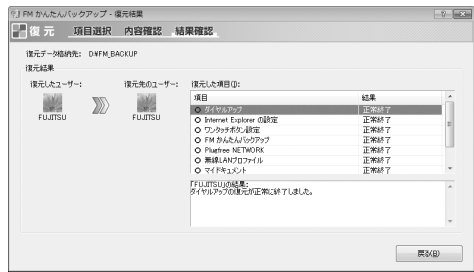 FM かんたんバックアップ - 復元結果
復元 項目選択 内容確認 結果確認
復元データ格納先: D¥FM_BACKUP
復元結果
復元したユーザー: 復元先のユーザー: 復元した項目(I):
FUJITSU FUJITSU
項目 結果
ダイヤルアップ 正常終了
Internet Explorer の設定 正常終了
ワンタッチボタン設定 正常終了
FM かんたんバックアップ 正常終了
Plugfree NETWORK 正常終了
無線LANプロファイル 正常終了
マイドキュメント 正常終了
「FUJITSU」の結果:
ダイヤルアップの復元が正常に終了しました。
戻る(B)